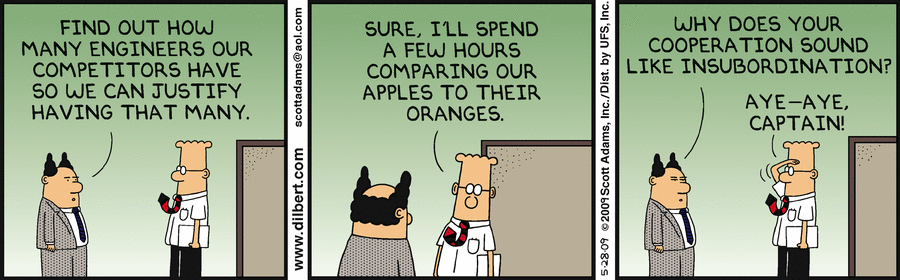 FIND OUT HOW
MANY ENGINEERS OUR
COMPETITORS HAVE
SO WE CAN JUSTIFY
HAVING THAT MANY.
www.dilbert.com
scottadams@aol.com
SURE, I'LL SPEND
A FEW HOURS
COMPARING OUR
APPLES TO THEIR
ORANGES.
5-28-09 ©2009 Scott Adams, Inc./Dist. by UFS, Inc.
WHY DOES YOUR
COOPERATION SOUND
LIKE INSUBORDINATION?
AYE-AYE,
CAPTAIN!